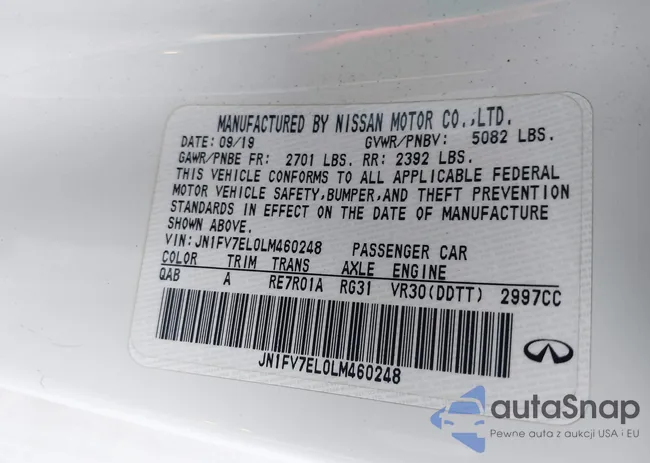 MANUFACTURED BY NISSAN MOTOR CO.,LTD.
DATE: 09/19 GVWR/PNBV: 5082 LBS.
GAWR/PNBE FR: 2701 LBS. RR: 2392 LBS.
THIS VEHICLE CONFORMS TO ALL APPLICABLE FEDERAL
MOTOR VEHICLE SAFETY,BUMPER,AND THEFT PREVENTION
STANDARDS IN EFFECT ON THE DATE OF MANUFACTURE
SHOWN ABOVE.
VIN:JN1FV7EL0LM460248 PASSENGER CAR
COLOR TRIM TRANS AXLE ENGINE
QAB A RE7R01A RG31 VR30(DDTT) 2997CC
JN1FV7EL0LM460248
autaSnap
Pewne auta z aukcji USA i EU